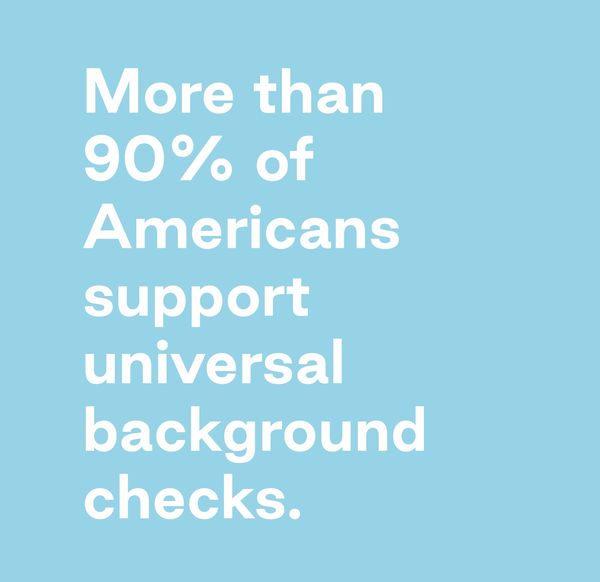 More than
90% of
Americans
support
universal
background
checks.